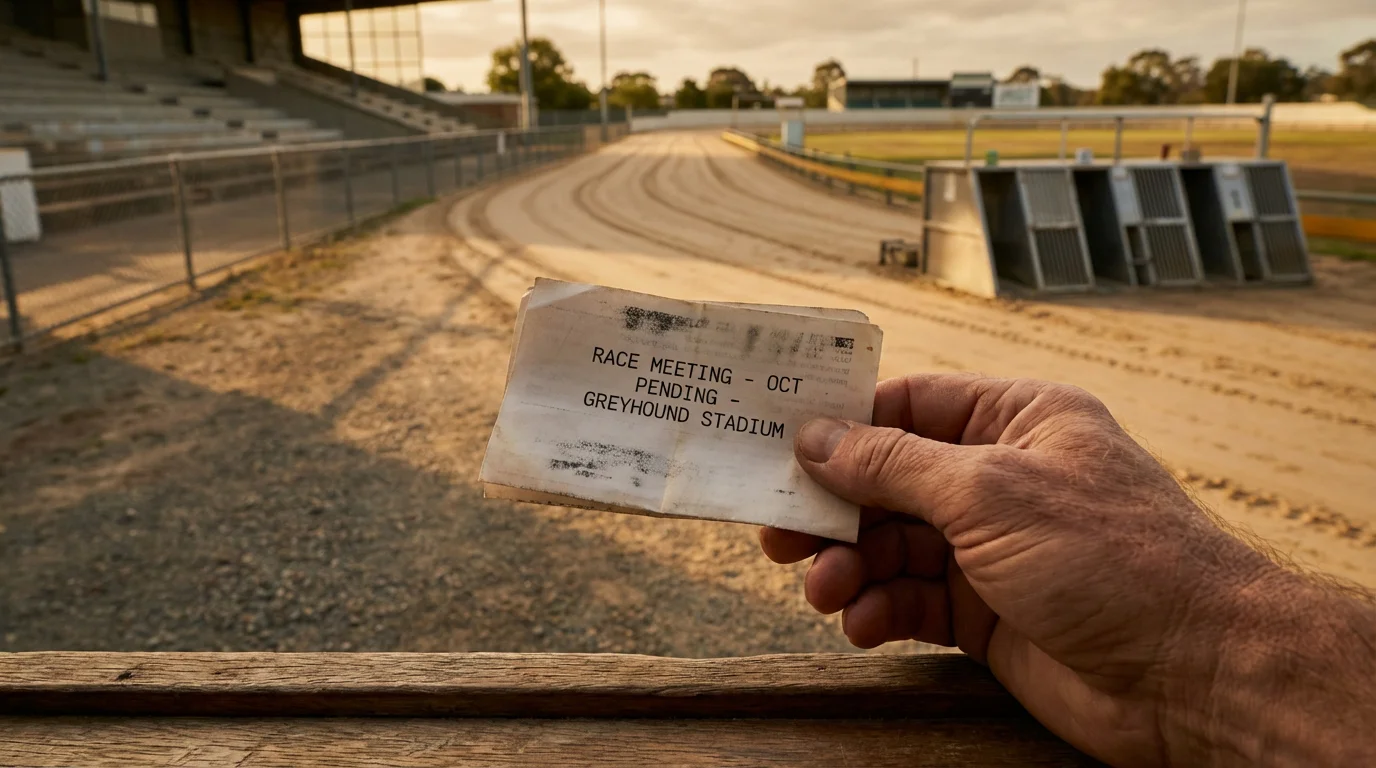 RACE MEETING - OCT
PENDING -
GREYHOUND STADIUM